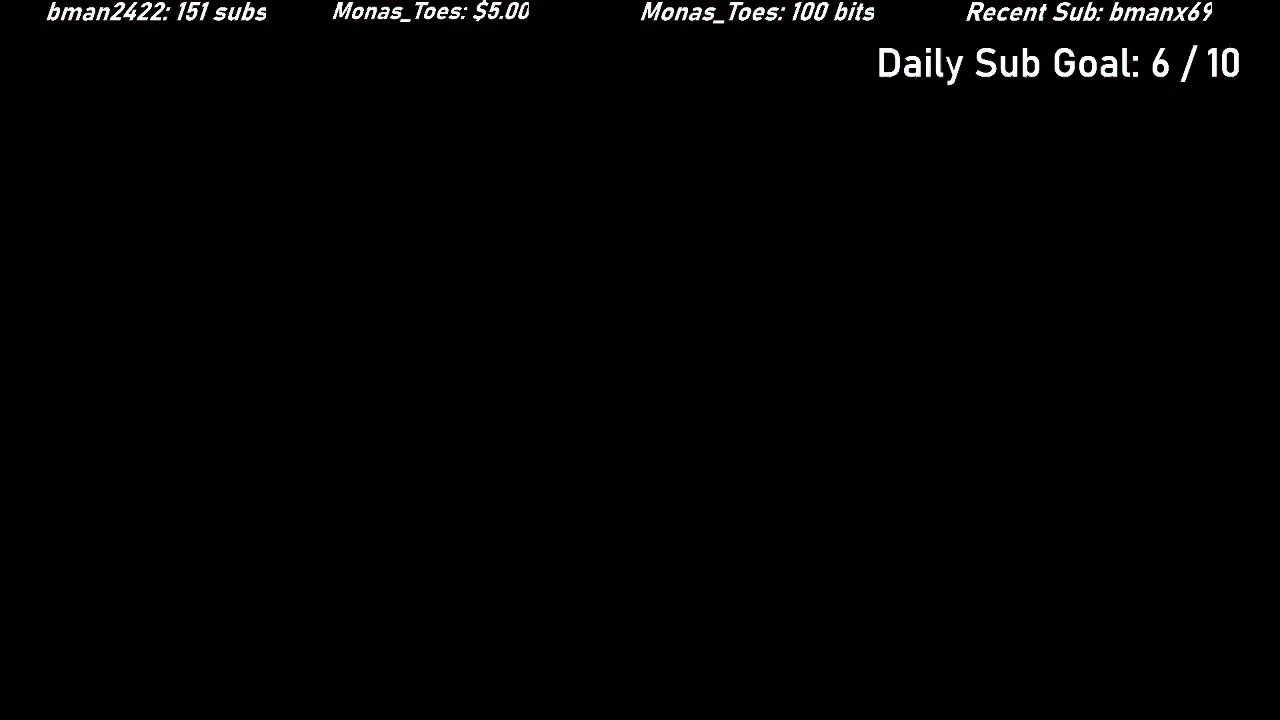 bman2422: 151 subs Monas_Toes: $5.00 Monas_Toes: 100 bits Recent Sub: bmanx69
Daily Sub Goal: 6 / 10